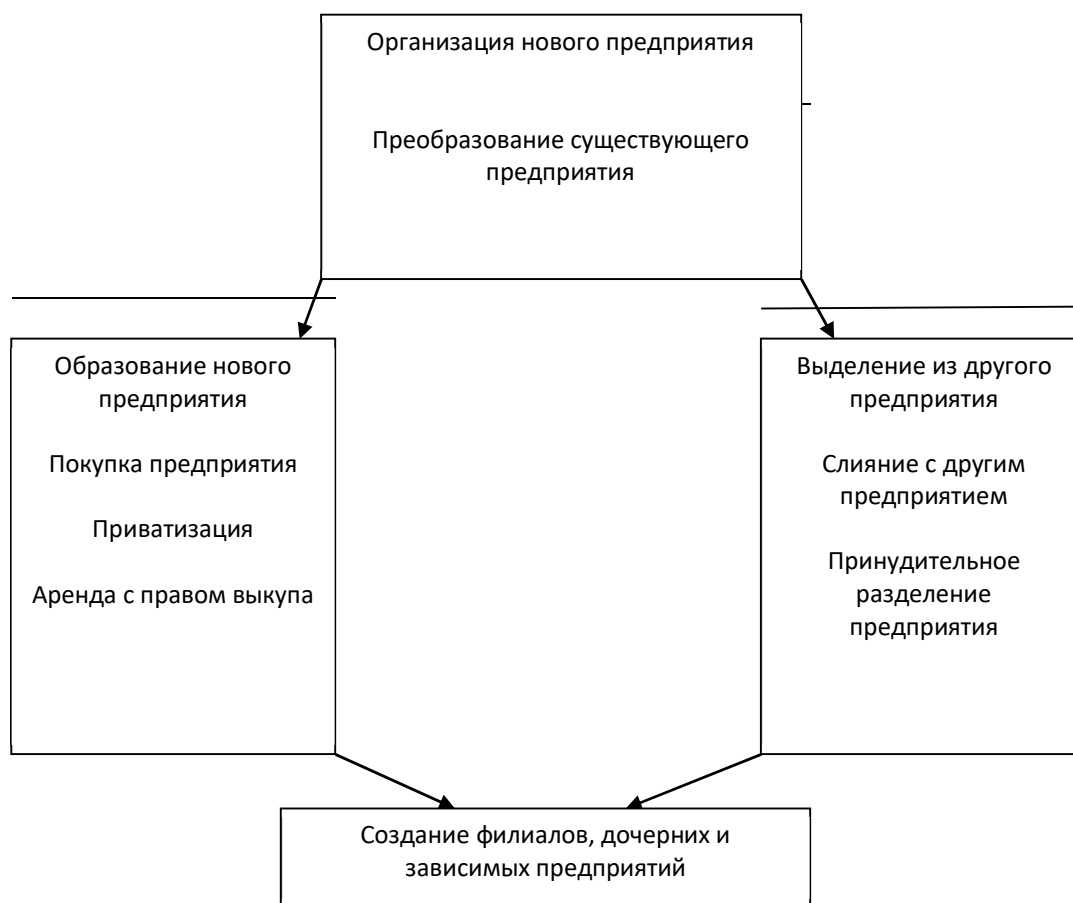 Организация нового предприятия
Преобразование существующего
предприятия
Образование нового
предприятия
Покупка предприятия
Приватизация
Аренда с правом выкупа
Выделение из другого
предприятия
Слияние с другим
предприятием
Принудительное
разделение
предприятия
Создание филиалов, дочерних и
зависимых предприятий